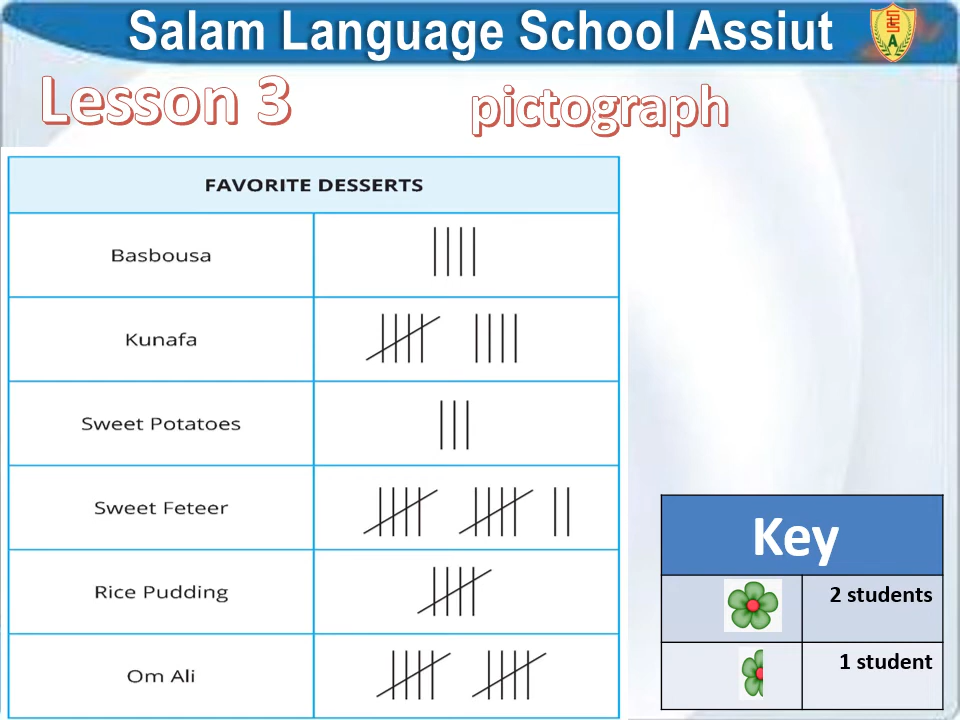 Salam Language School Assiut
Lesson 3
pictograph
FAVORITE DESSERTS
Basbousa
Kunafa
Sweet Potatoes
Sweet Feteer
Rice Pudding
Om Ali
Key
2 students
1 student